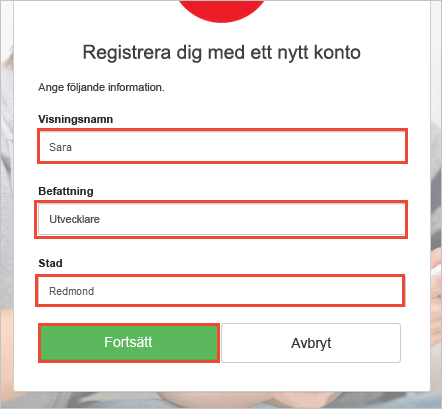 Registrera dig med ett nytt konto
Ange följande information.
Visningsnamn
Sara
Befattning
Utvecklare
Stad
Redmond
Fortsätt
Avbryt